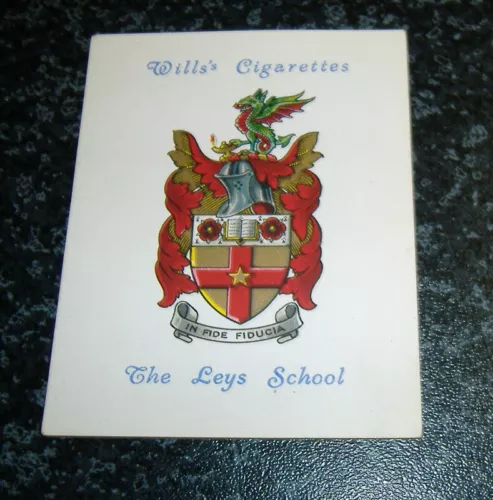 Wills's Cigarettes
IN FIDE FIDUCIA
The Leys School